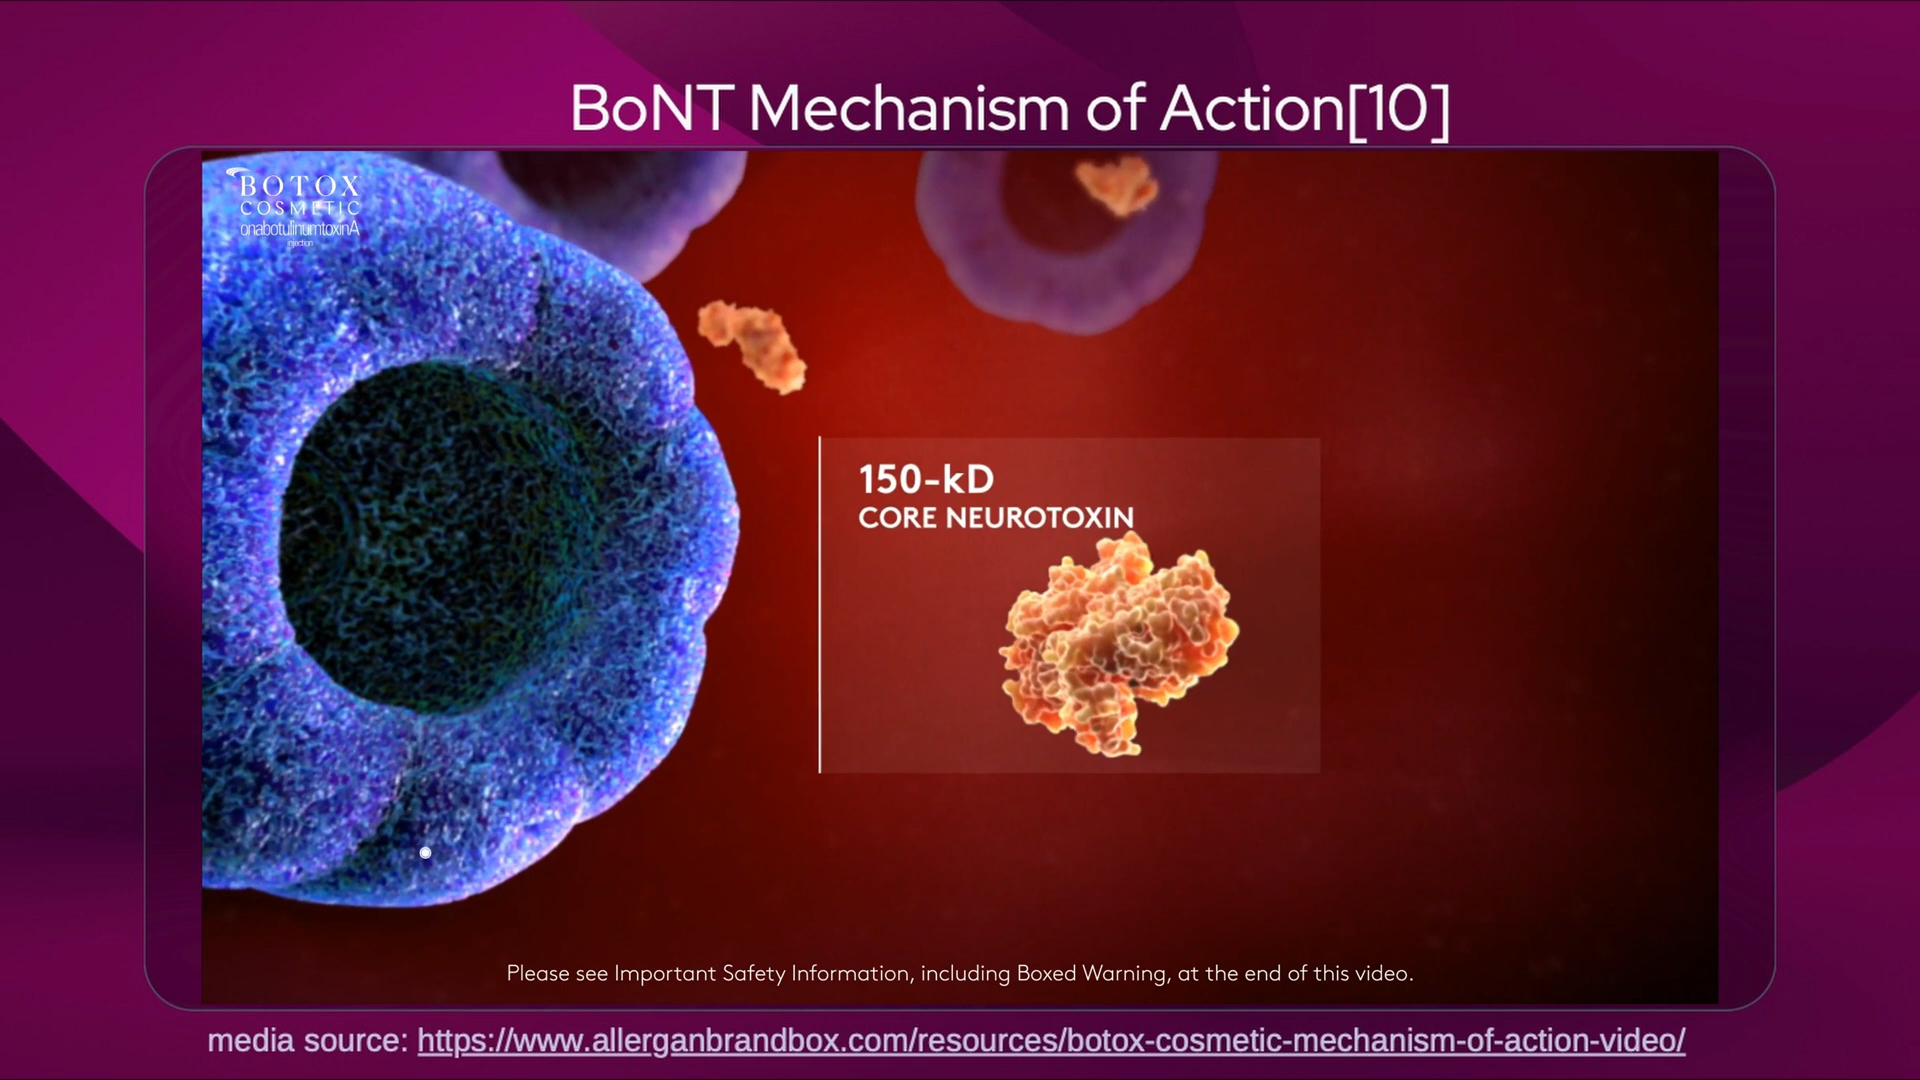 BoNT Mechanism of Action[10]
BOTOX
COSMETIC
onabotulinumtoxinA
injection
150-kD
CORE NEUROTOXIN
Please see Important Safety Information, including Boxed Warning, at the end of this video.
media source: https://www.allerganbrandbox.com/resources/botox-cosmetic-mechanism-of-action-video/